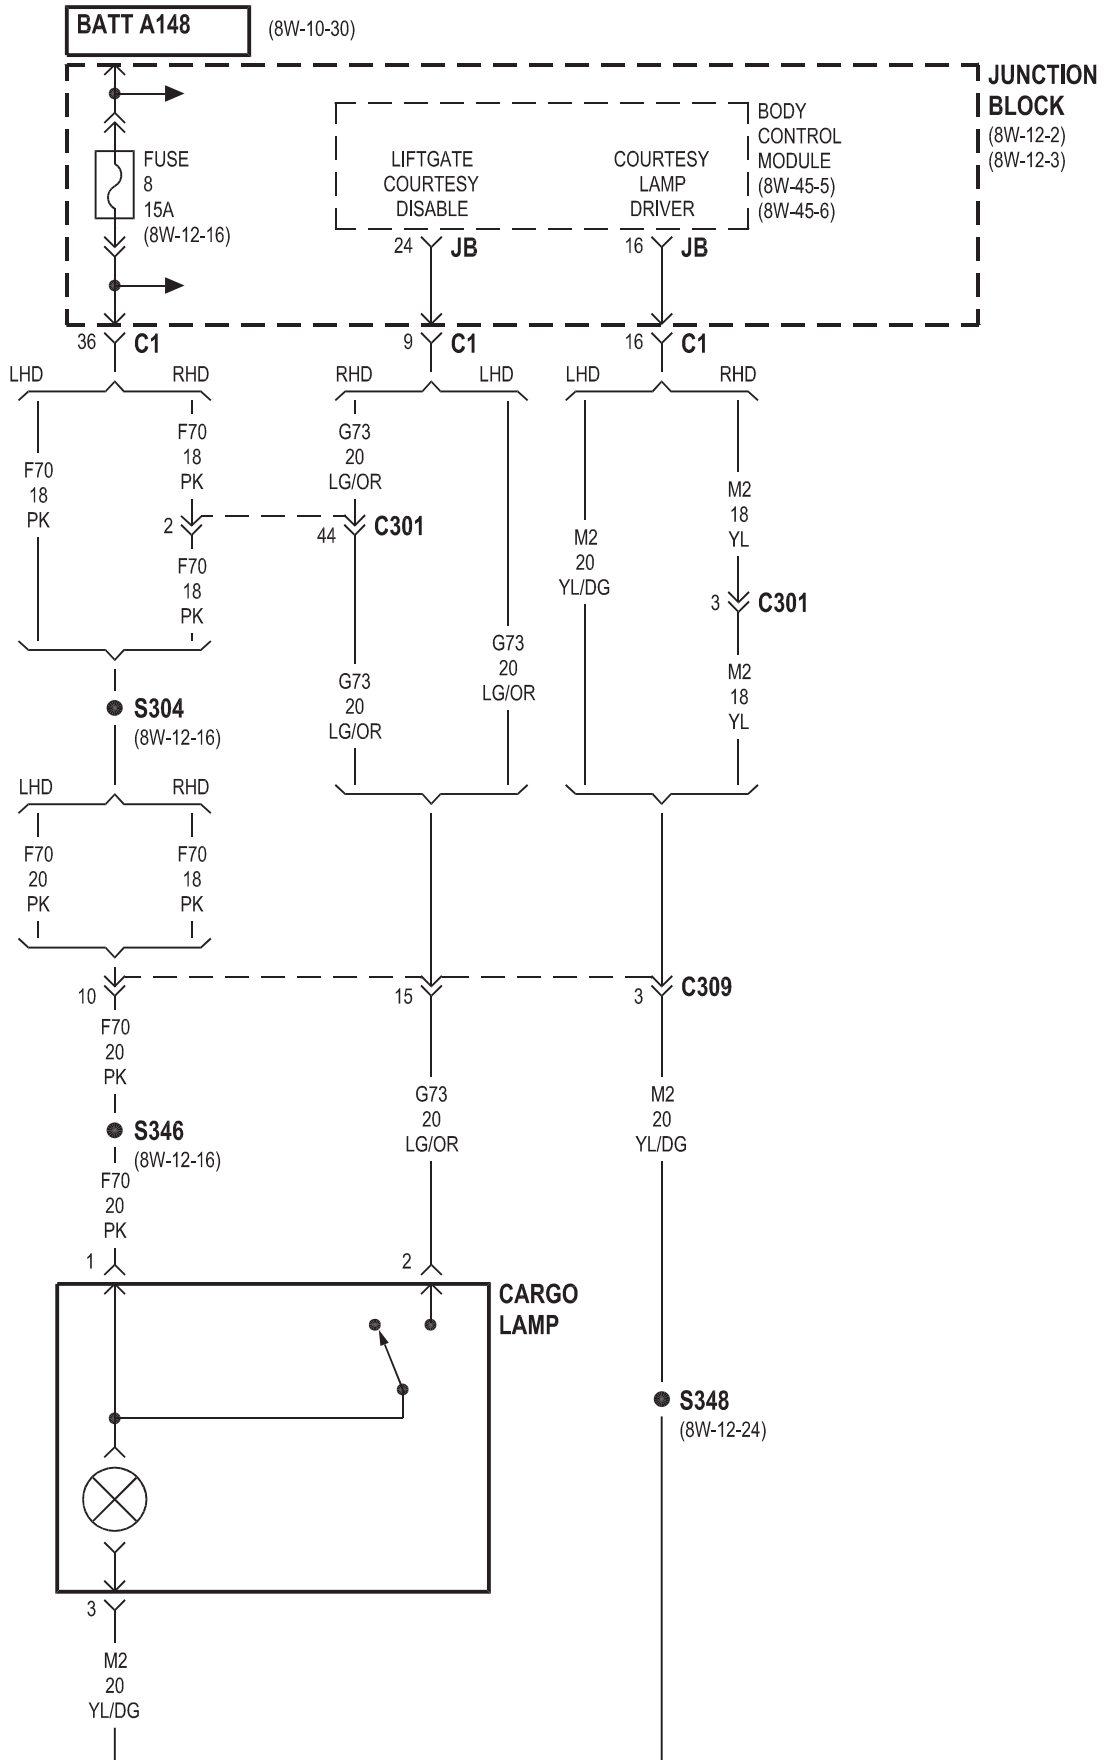 BATT A148
(8W-10-30)
JUNCTION
BLOCK
(8W-12-2)
(8W-12-3)
FUSE
8
15A
(8W-12-16)
LIFTGATE
COURTESY
DISABLE
COURTESY
LAMP
DRIVER
BODY
CONTROL
MODULE
(8W-45-5)
(8W-45-6)
24
JB
16
JB
36
C1
9
C1
16
C1
LHD
RHD
RHD
LHD
LHD
RHD
F70
18
PK
F70
18
PK
G73
20
LG/OR
2
44
C301
F70
18
PK
M2
20
YL/DG
M2
18
YL
3
C301
G73
20
LG/OR
G73
20
LG/OR
M2
18
YL
S304
(8W-12-16)
LHD
RHD
F70
20
PK
F70
18
PK
10
15
3
C309
F70
20
PK
G73
20
LG/OR
M2
20
YL/DG
S346
(8W-12-16)
F70
20
PK
1
2
CARGO
LAMP
S348
(8W-12-24)
3
M2
20
YL/DG